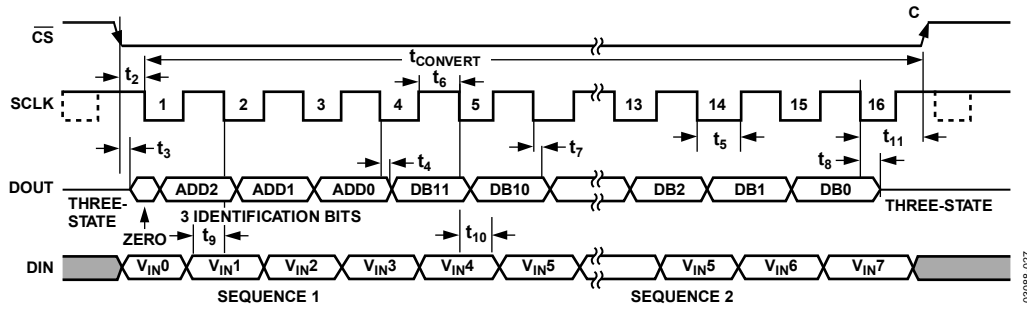 C
CS
tCONVERT
t2
t6
SCLK 1 2 3 4 5 13 14 15 16
t3 t4 t7 t5 t8 t11
DOUT ADD2 ADD1 ADD0 DB11 DB10 DB2 DB1 DB0
THREE-STATE THREE-STATE
3 IDENTIFICATION BITS
ZERO t9 t10
DIN VIN0 VIN1 VIN2 VIN3 VIN4 VIN5 VIN5 VIN6 VIN7
SEQUENCE 1 SEQUENCE 2
03088-027